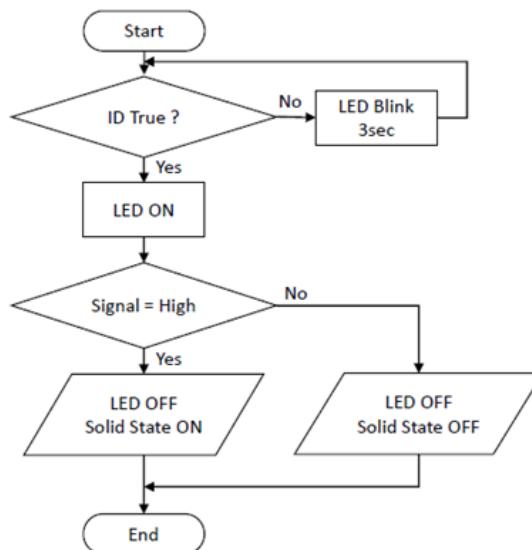 Start
ID True ?
No
LED Blink
3sec
Yes
LED ON
Signal = High
No
Yes
LED OFF
Solid State ON
LED OFF
Solid State OFF
End